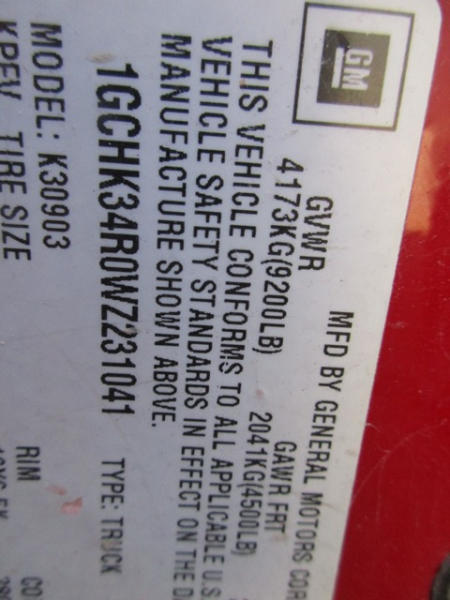 GM
MFD BY GENERAL MOTORS COR
GVWR GAWR FRT
4173KG(9200LB) 2041KG(4500LB)
THIS VEHICLE CONFORMS TO ALL APPLICABLE U.S.
VEHICLE SAFETY STANDARDS IN EFFECT ON THE D
MANUFACTURE SHOWN ABOVE.
1GCHK34R0WZ231041 TYPE: TRUCK
MODEL: K30903
TIRE SIZE RIM CO